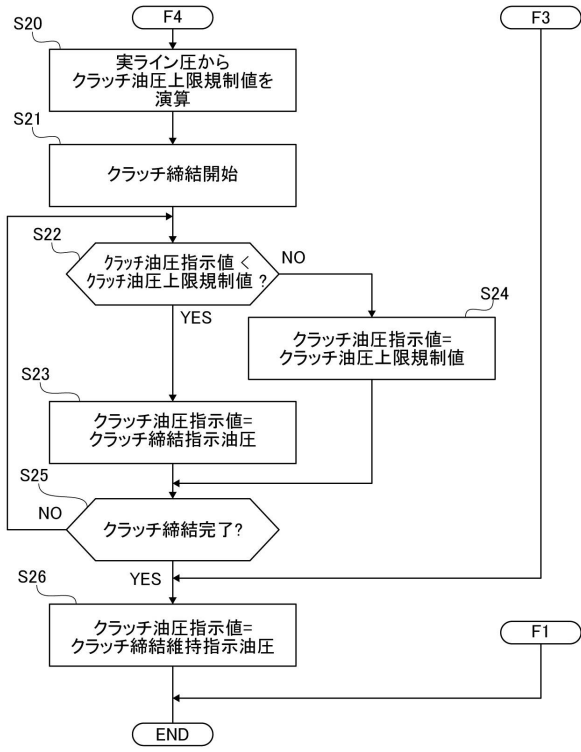 F4
F3
S20
実ライン圧から
クラッチ油圧上限規制値を
演算
S21
クラッチ締結開始
S22
クラッチ油圧指示値 <
クラッチ油圧上限規制値 ?
NO
YES
S24
クラッチ油圧指示値=
クラッチ油圧上限規制値
S23
クラッチ油圧指示値=
クラッチ締結指示油圧
S25
NO
クラッチ締結完了?
YES
S26
クラッチ油圧指示値=
クラッチ締結維持指示油圧
F1
END